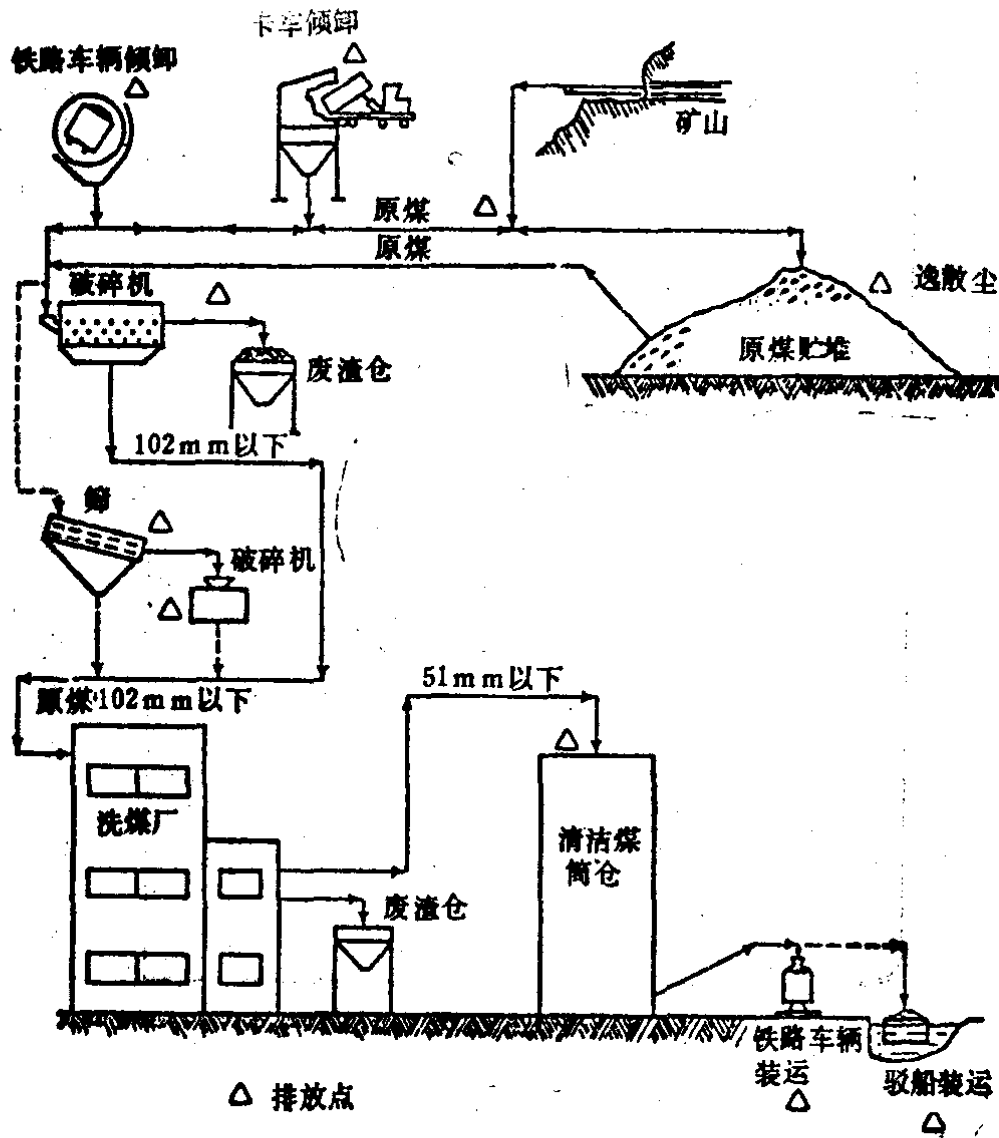 卡车倾卸
铁路车辆倾卸
矿山
原煤
原煤
破碎机
逸散尘
原煤贮堆
废渣仓
102mm以下
筛
破碎机
51mm以下
原煤102mm以下
洗煤厂
清洁煤
筒仓
废渣仓
铁路车辆
装运
驳船装运
排放点